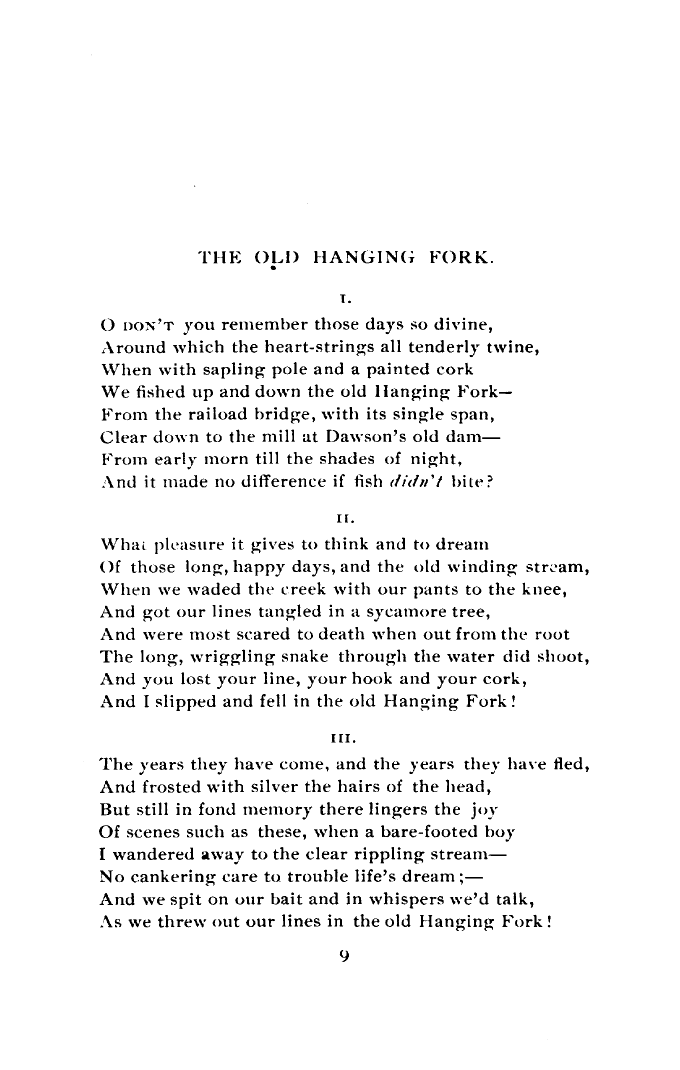 THE OLD HANGING FORK.
I.
O DON'T you remember those days so divine,
Around which the heart-strings all tenderly twine,
When with sapling pole and a painted cork
We fished up and down the old Hanging Fork—
From the raiload bridge, with its single span,
Clear down to the mill at Dawson's old dam—
From early morn till the shades of night,
And it made no difference if fish didn't bite?
II.
What pleasure it gives to think and to dream
Of those long, happy days, and the old winding stream,
When we waded the creek with our pants to the knee,
And got our lines tangled in a sycamore tree,
And were most scared to death when out from the root
The long, wriggling snake through the water did shoot,
And you lost your line, your hook and your cork,
And I slipped and fell in the old Hanging Fork!
III.
The years they have come, and the years they have fled,
And frosted with silver the hairs of the head,
But still in fond memory there lingers the joy
Of scenes such as these, when a bare-footed boy
I wandered away to the clear rippling stream—
No cankering care to trouble life's dream;—
And we spit on our bait and in whispers we'd talk,
As we threw out our lines in the old Hanging Fork!
9